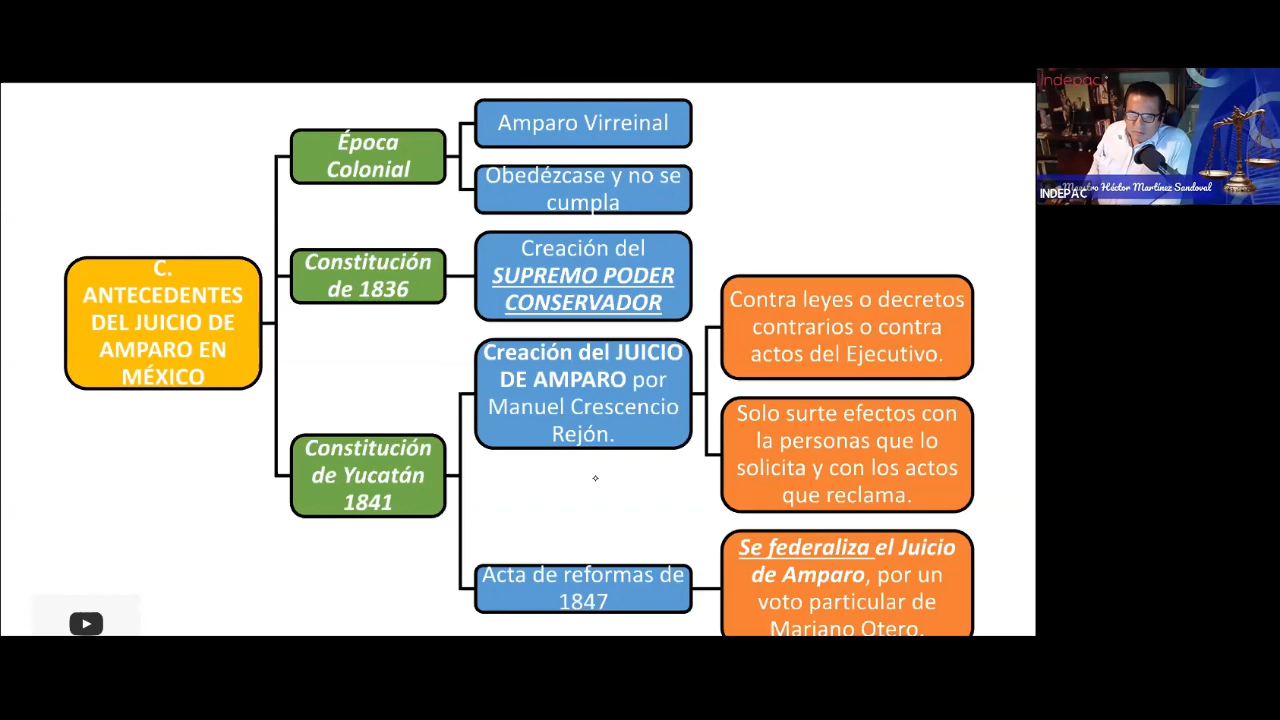 C.
ANTECEDENTES
DEL JUICIO DE
AMPARO EN
MÉXICO
Época
Colonial
Amparo Virreinal
Obedézcase y no se
cumpla
Constitución
de 1836
Creación del
SUPREMO PODER
CONSERVADOR
Constitución
de Yucatán
1841
Creación del JUICIO
DE AMPARO por
Manuel Crescencio
Rejón.
Contra leyes o decretos
contrarios o contra
actos del Ejecutivo.
Solo surte efectos con
la personas que lo
solicita y con los actos
que reclama.
Acta de reformas de
1847
Se federaliza el Juicio
de Amparo, por un
voto particular de
Mariano Otero.
Indepac
Maestro Héctor Martínez Sandoval
INDEPAC